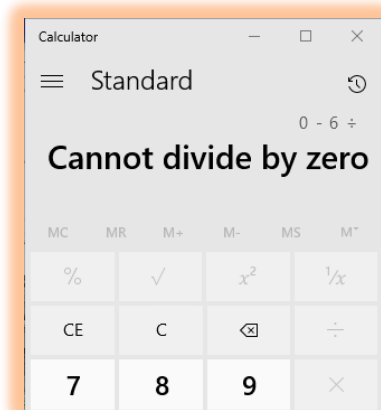 Calculator
Standard
0 - 6 ÷
Cannot divide by zero
MC MR M+ M- MS M˅
% √ x² ¹/x
CE C ÷
7 8 9 ×